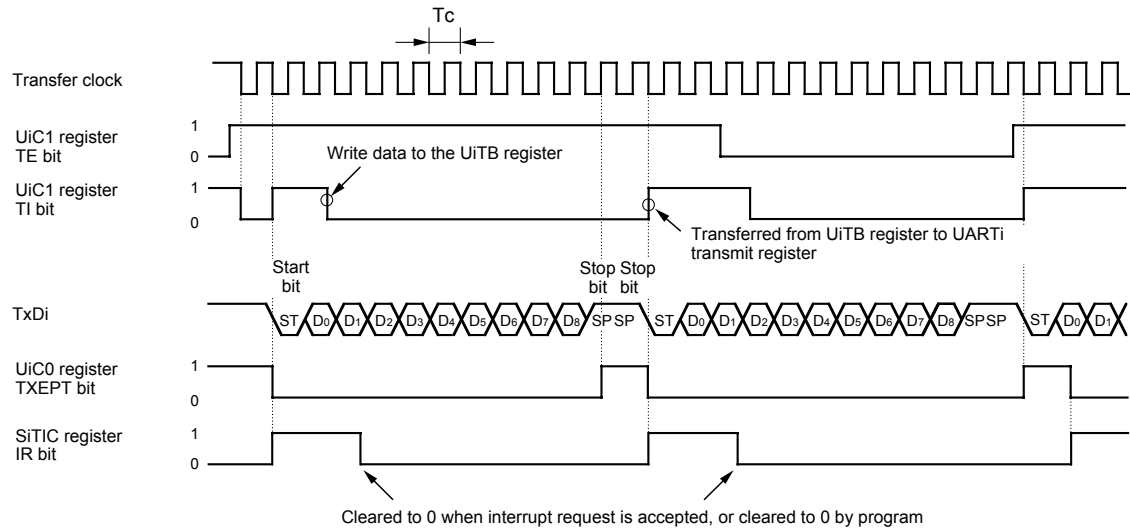 Tc
Transfer clock
UiC1 register
TE bit
1
0
Write data to the UiTB register
UiC1 register
TI bit
1
0
Transferred from UiTB register to UARTi
transmit register
Start
bit
Stop
bit
Stop
bit
TxDi
ST D0 D1 D2 D3 D4 D5 D6 D7 D8 SP SP ST D0 D1 D2 D3 D4 D5 D6 D7 D8 SP SP ST D0 D1
UiC0 register
TXEPT bit
1
0
SiTIC register
IR bit
1
0
Cleared to 0 when interrupt request is accepted, or cleared to 0 by program